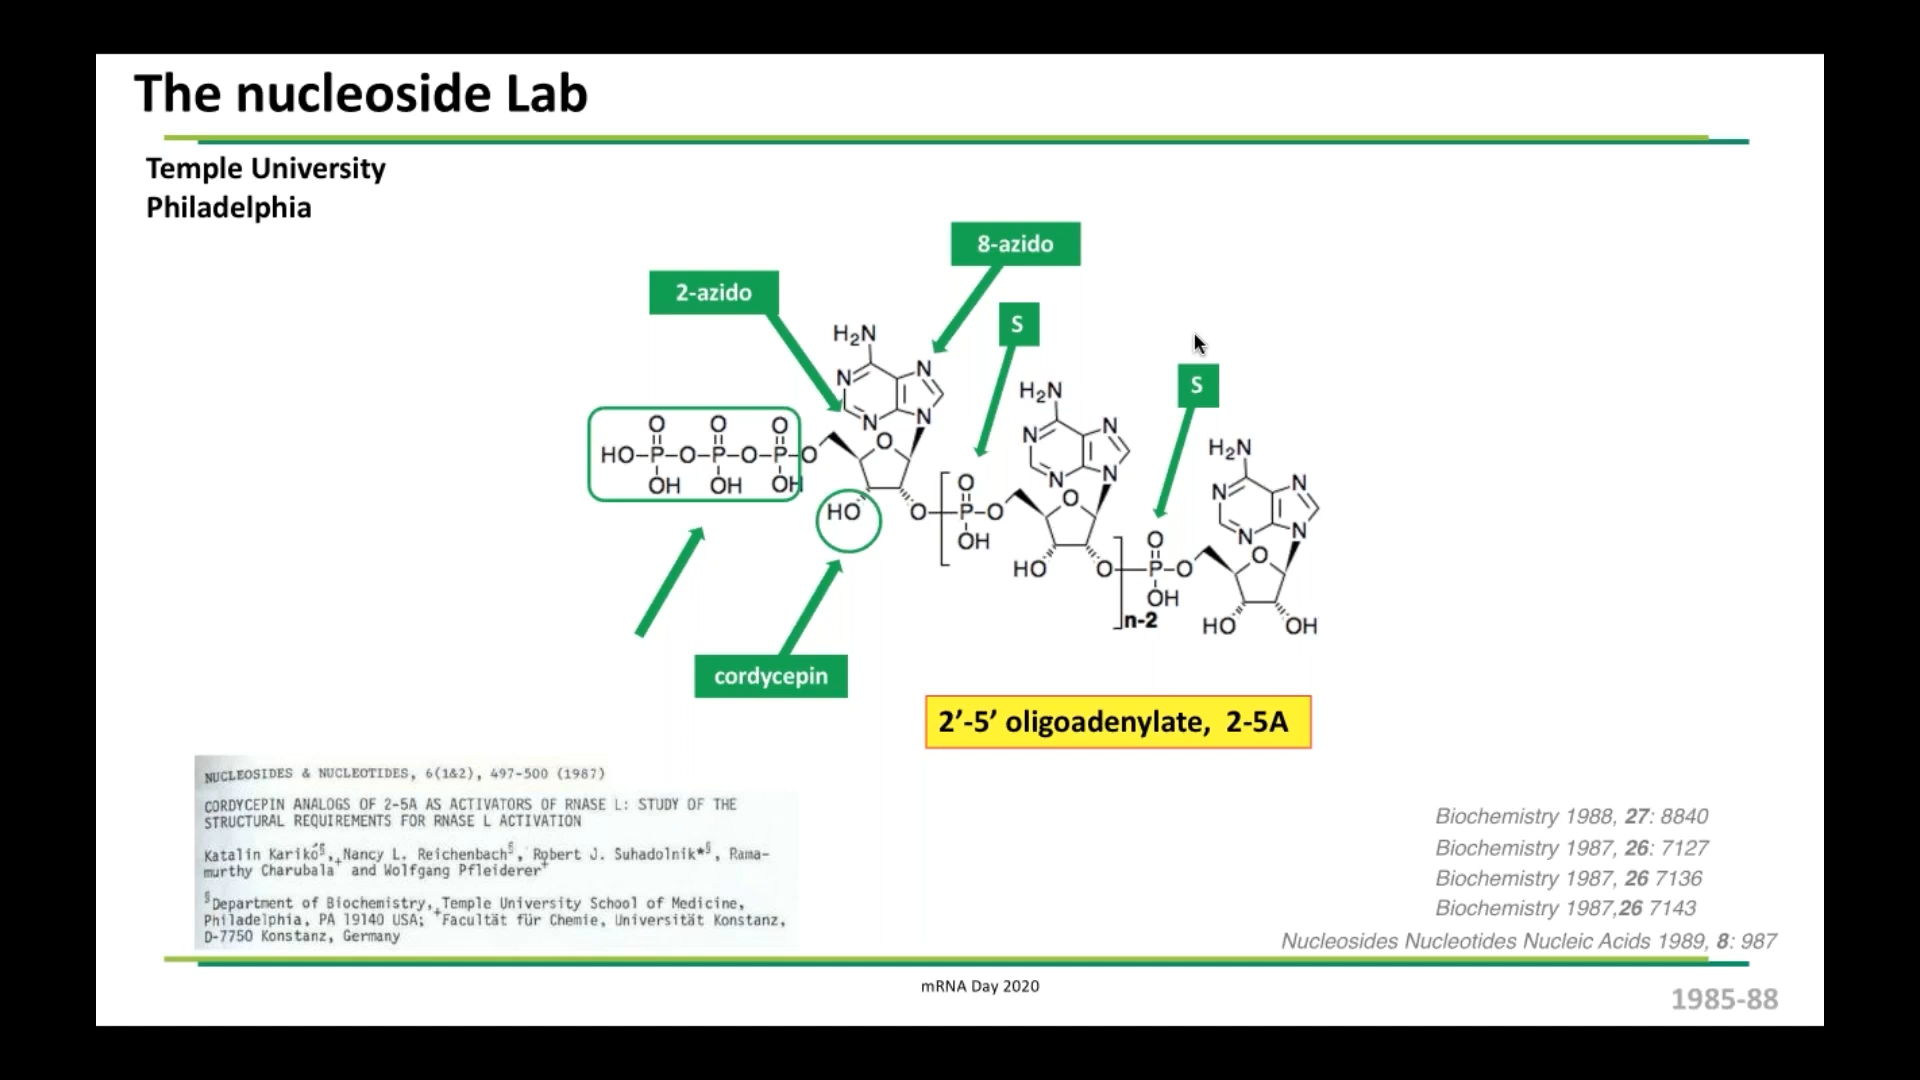 The nucleoside Lab
Temple University
Philadelphia
8-azido
2-azido
S
S
H₂N
N
N
N
N
H₂N
N
N
N
N
H₂N
N
N
N
N
O
O
O
HO-P-O-P-O-P-O
OH
OH
OH
O
HO
O
O
P-O
OH
O
HO
O
n-2
O
P-O
OH
O
HO
OH
cordycepin
2’-5’ oligoadenylate, 2-5A
NUCLEOSIDES & NUCLEOTIDES, 6(1&2), 497-500 (1987)
CORDYCEPIN ANALOGS OF 2-5A AS ACTIVATORS OF RNASE L: STUDY OF THE
STRUCTURAL REQUIREMENTS FOR RNASE L ACTIVATION
Katalin Karikó§, Nancy L. Reichenbach§, Robert J. Suhadolnik*§, Rama-
murthy Charubala+ and Wolfgang Pfleiderer+
§Department of Biochemistry, Temple University School of Medicine,
Philadelphia, PA 19140 USA; +Facultät für Chemie, Universität Konstanz,
D-7750 Konstanz, Germany
Biochemistry 1988, 27: 8840
Biochemistry 1987, 26: 7127
Biochemistry 1987, 26 7136
Biochemistry 1987,26 7143
Nucleosides Nucleotides Nucleic Acids 1989, 8: 987
mRNA Day 2020
1985-88